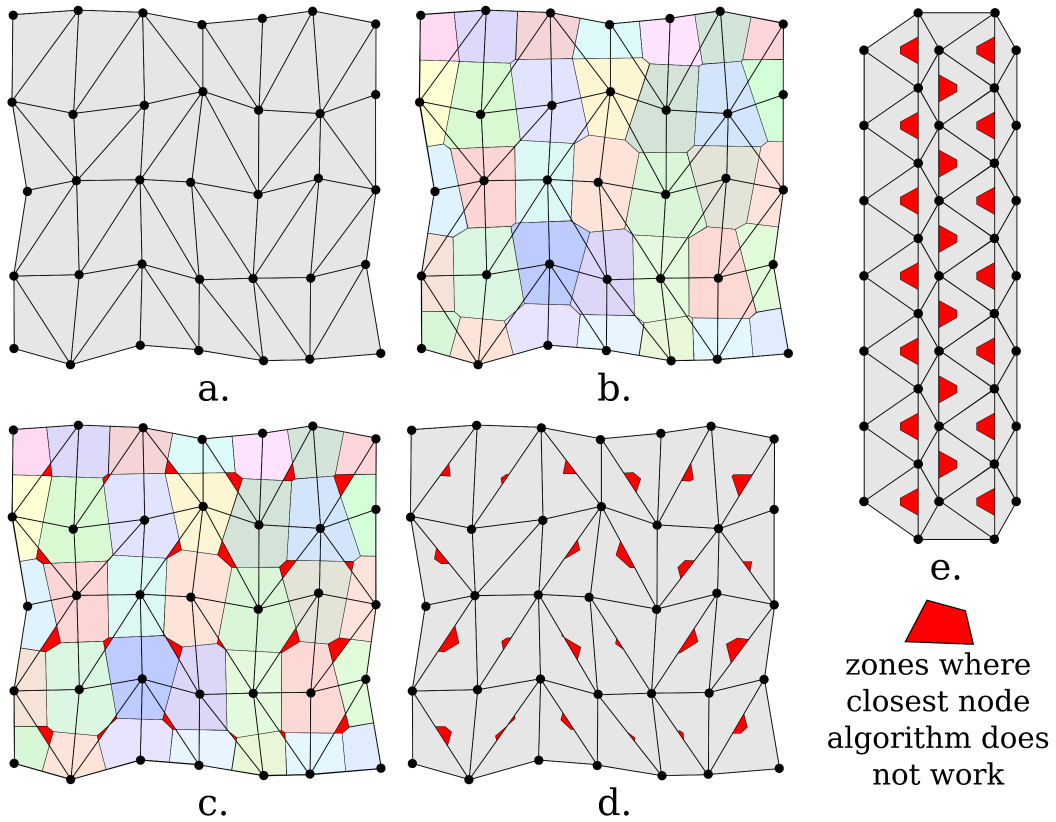 a.
b.
c.
d.
e.
zones where
closest node
algorithm does
not work